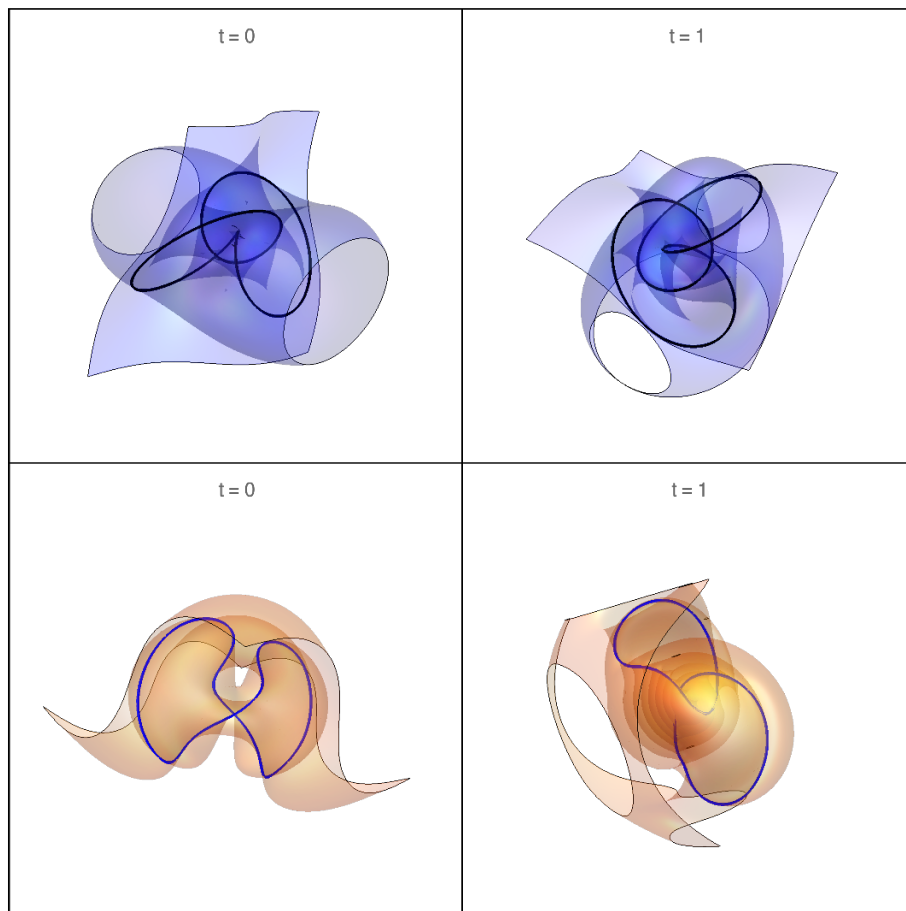 t = 0
t = 1
t = 0
t = 1